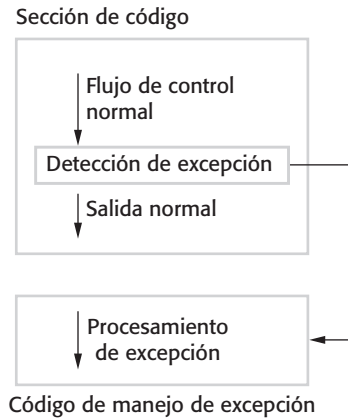 Sección de código
Flujo de control
normal
Detección de excepción
Salida normal
Procesamiento
de excepción
Código de manejo de excepción